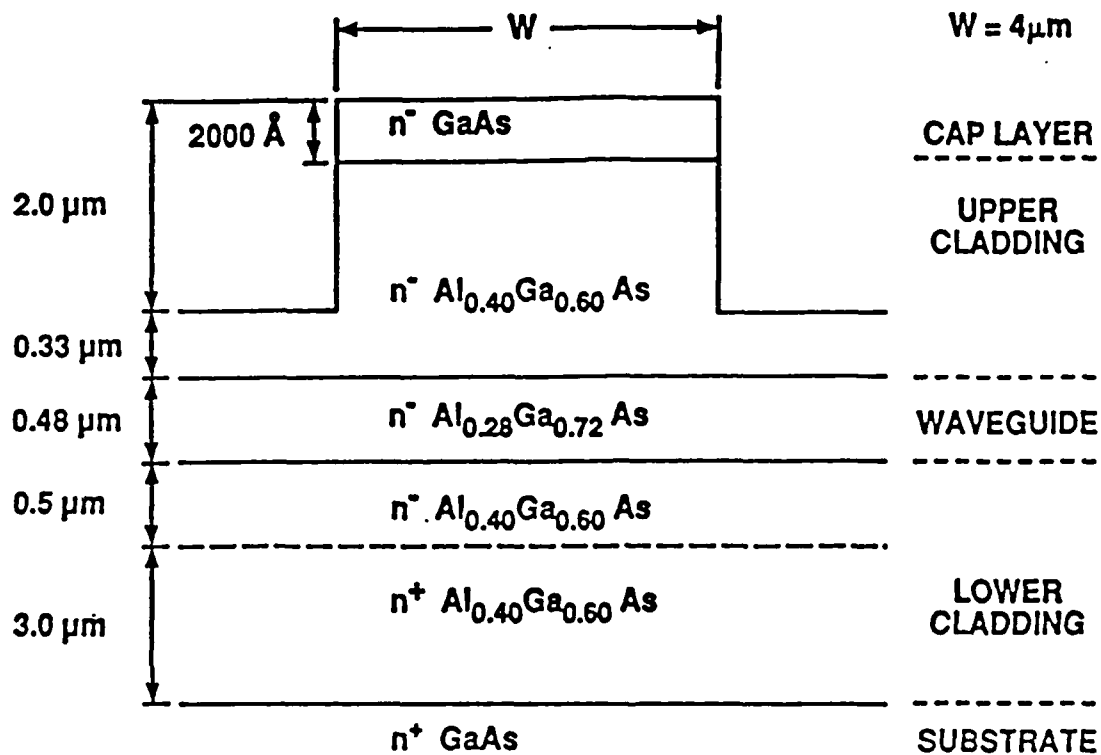 W
W = 4μm
2000 Å
n⁻ GaAs
CAP LAYER
2.0 μm
UPPER
CLADDING
n⁻ Al₀.₄₀Ga₀.₆₀ As
0.33 μm
0.48 μm
n⁻ Al₀.₂₈Ga₀.₇₂ As
WAVEGUIDE
0.5 μm
n⁻ Al₀.₄₀Ga₀.₆₀ As
3.0 μm
n⁺ Al₀.₄₀Ga₀.₆₀ As
LOWER
CLADDING
n⁺ GaAs
SUBSTRATE